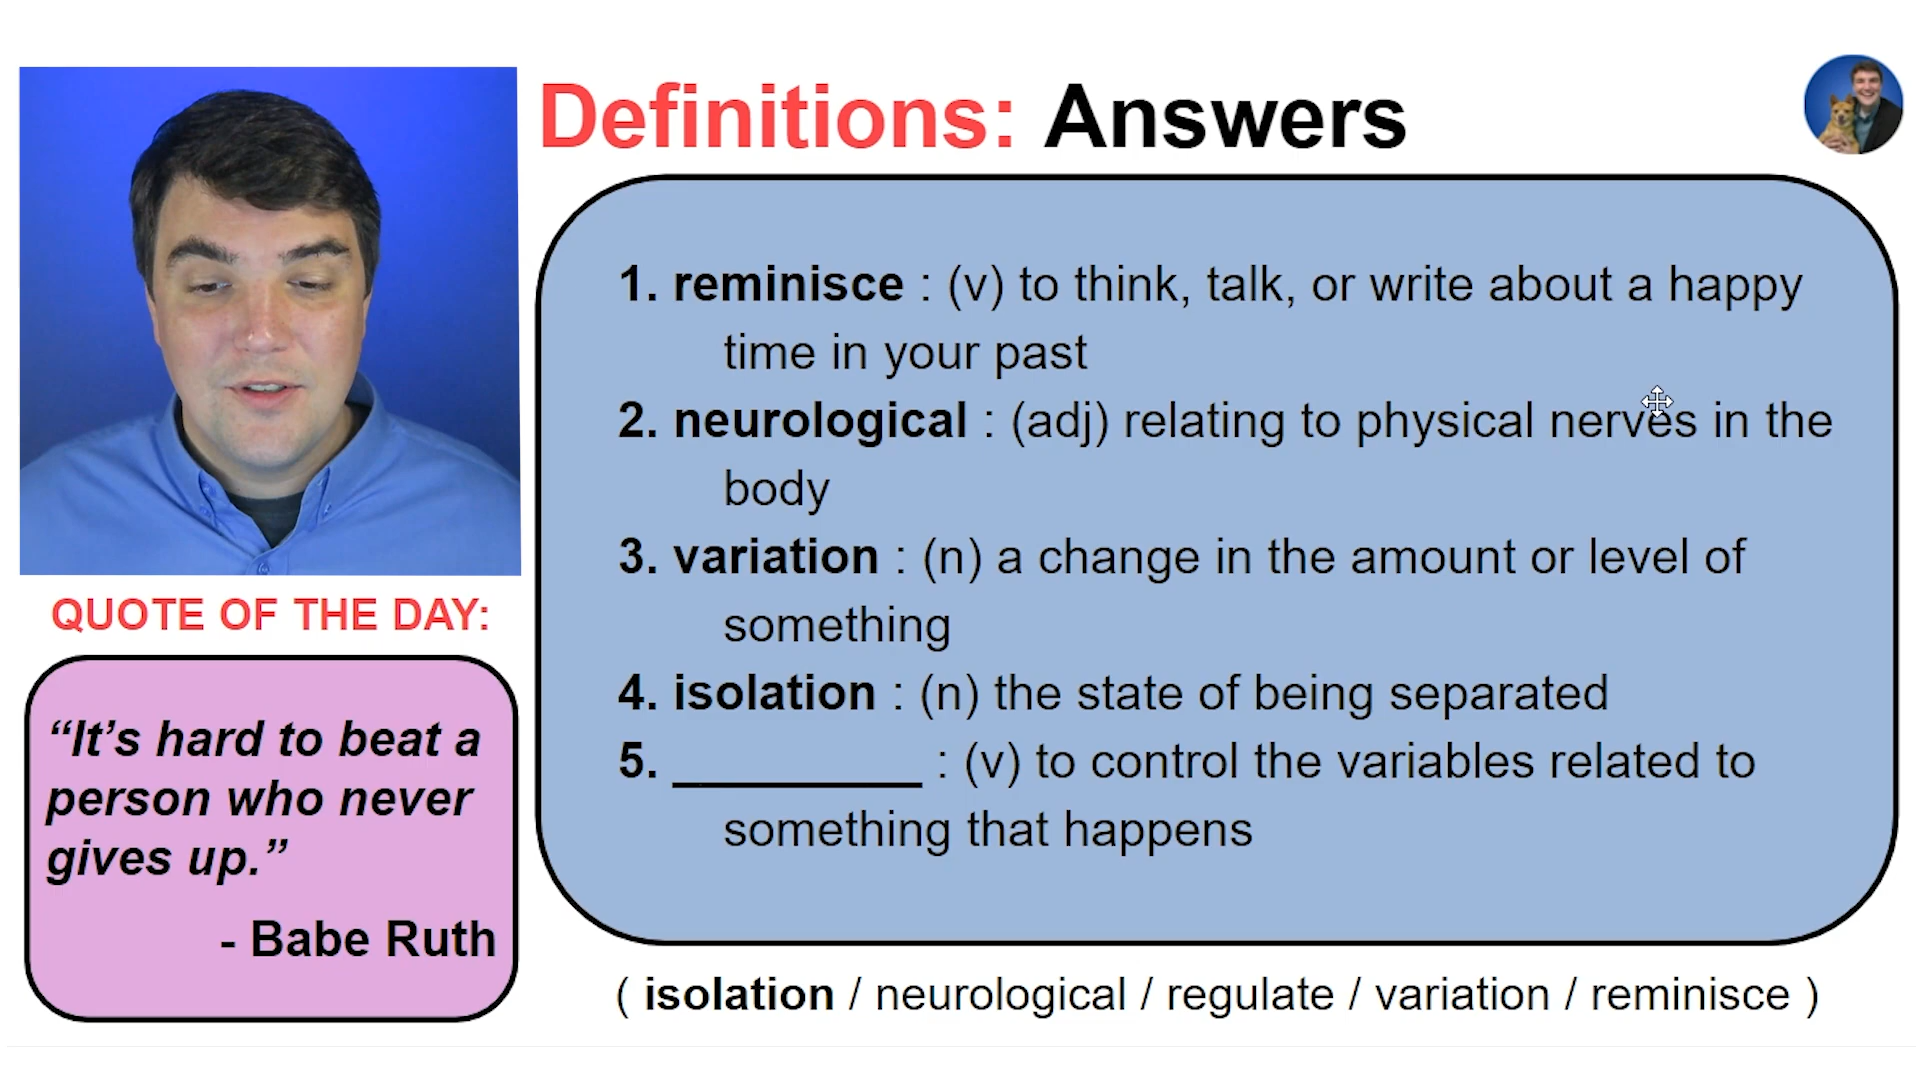 Definitions: Answers
1. reminisce : (v) to think, talk, or write about a happy
time in your past
2. neurological : (adj) relating to physical nerves in the
body
3. variation : (n) a change in the amount or level of
something
4. isolation : (n) the state of being separated
5. __________ : (v) to control the variables related to
something that happens
( isolation / neurological / regulate / variation / reminisce )
QUOTE OF THE DAY:
“It’s hard to beat a
person who never
gives up.”
- Babe Ruth